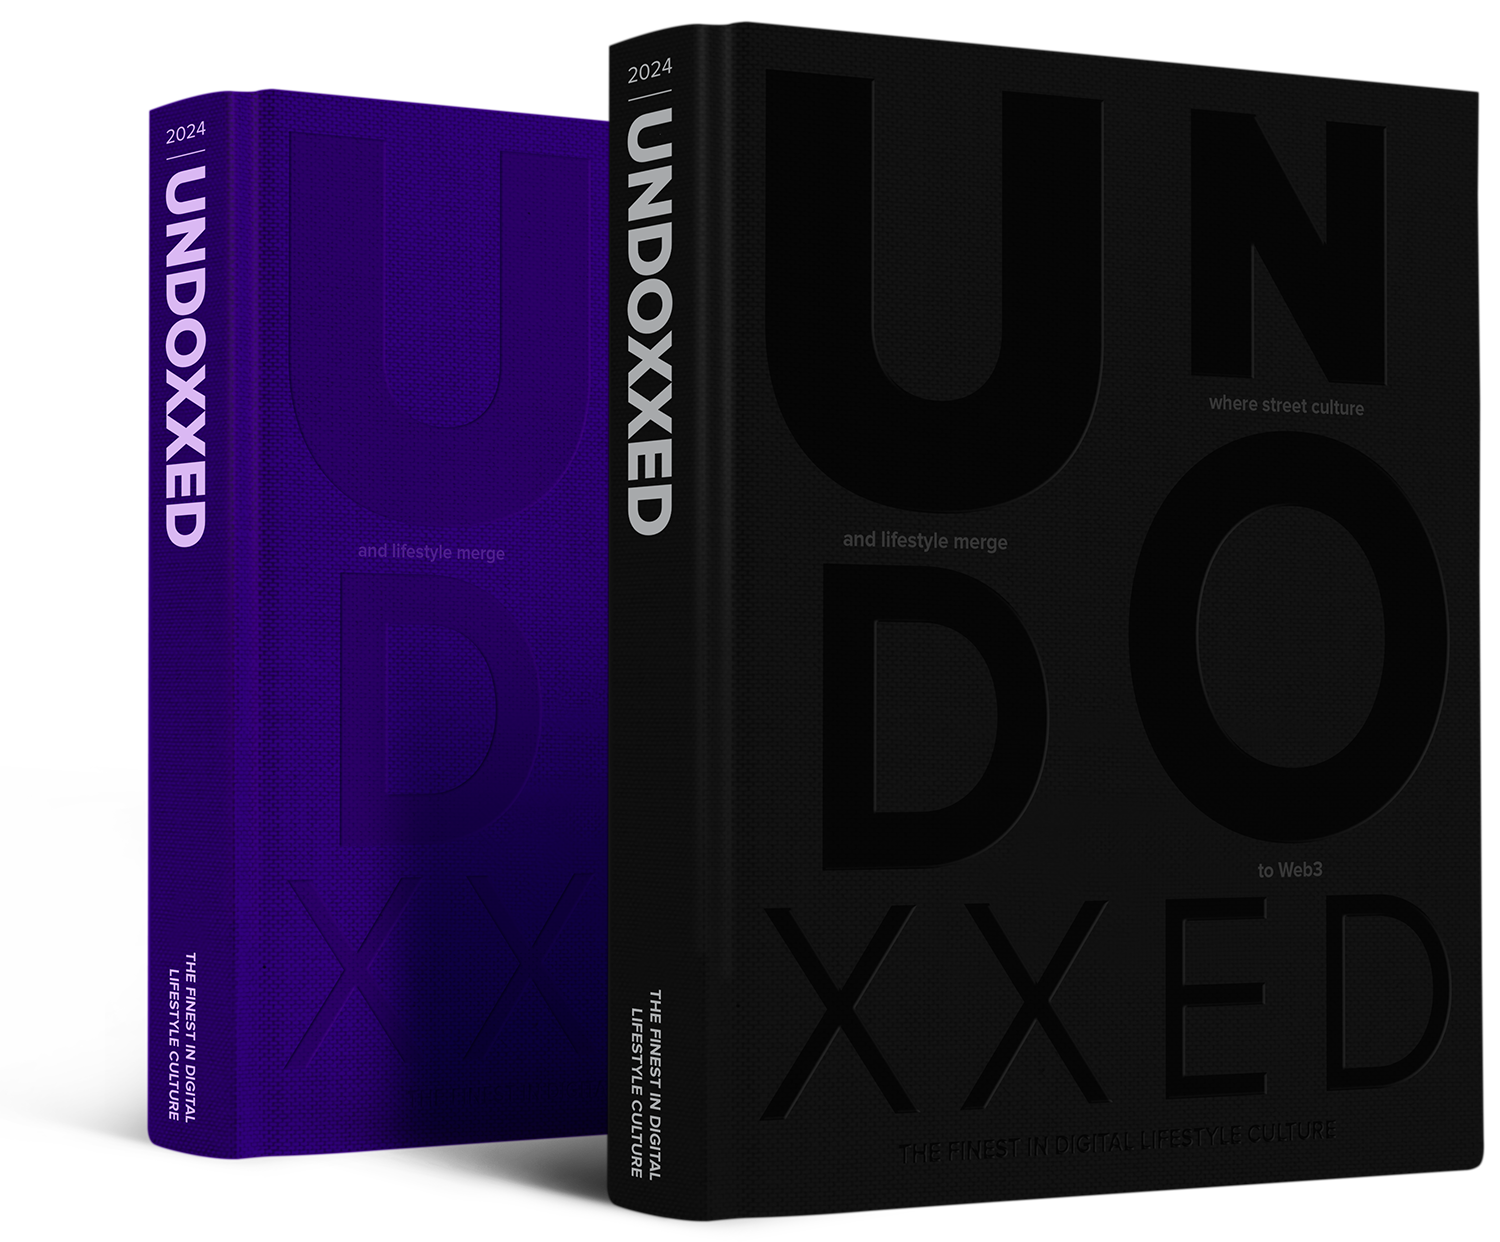 2024
UNDOXXED
THE FINEST IN DIGITAL
LIFESTYLE CULTURE
U
and lifestyle merge
D
XX
2024
UNDOXXED
THE FINEST IN DIGITAL
LIFESTYLE CULTURE
UN
where street culture
and lifestyle merge
DO
to Web3
XXED
THE FINEST IN DIGITAL LIFESTYLE CULTURE